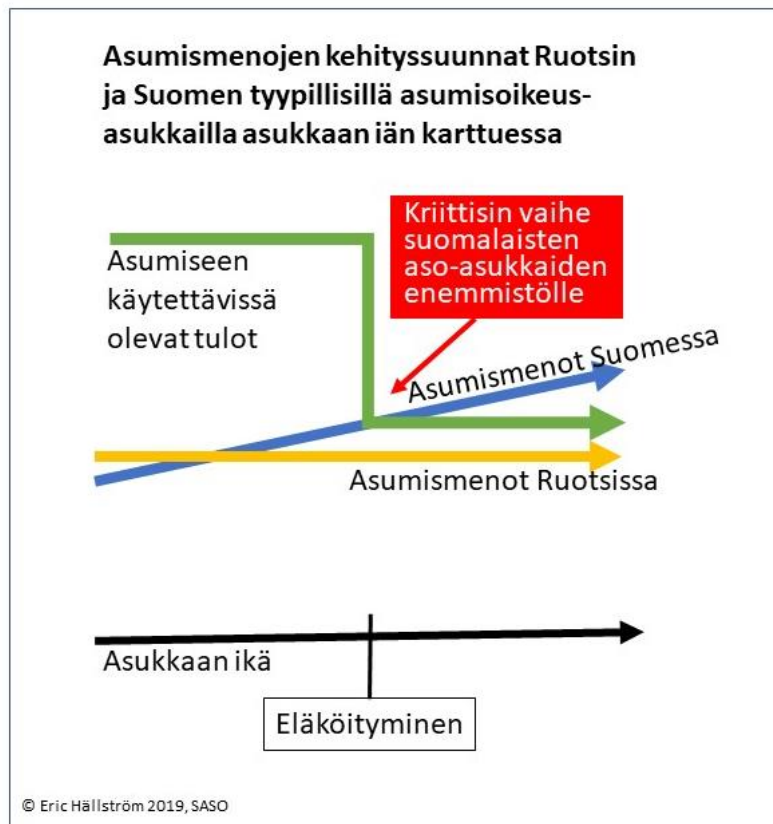 Asumismenojen kehityssuunnat Ruotsin
ja Suomen tyypillisillä asumisoikeus-
asukkailla asukkaan iän karttuessa
Kriittisin vaihe
suomalaisten
aso-asukkaiden
enemmistölle
Asumiseen
käytettävissä
olevat tulot
Asumismenot Suomessa
Asumismenot Ruotsissa
Asukkaan ikä
Eläköityminen
© Eric Hällström 2019, SASO